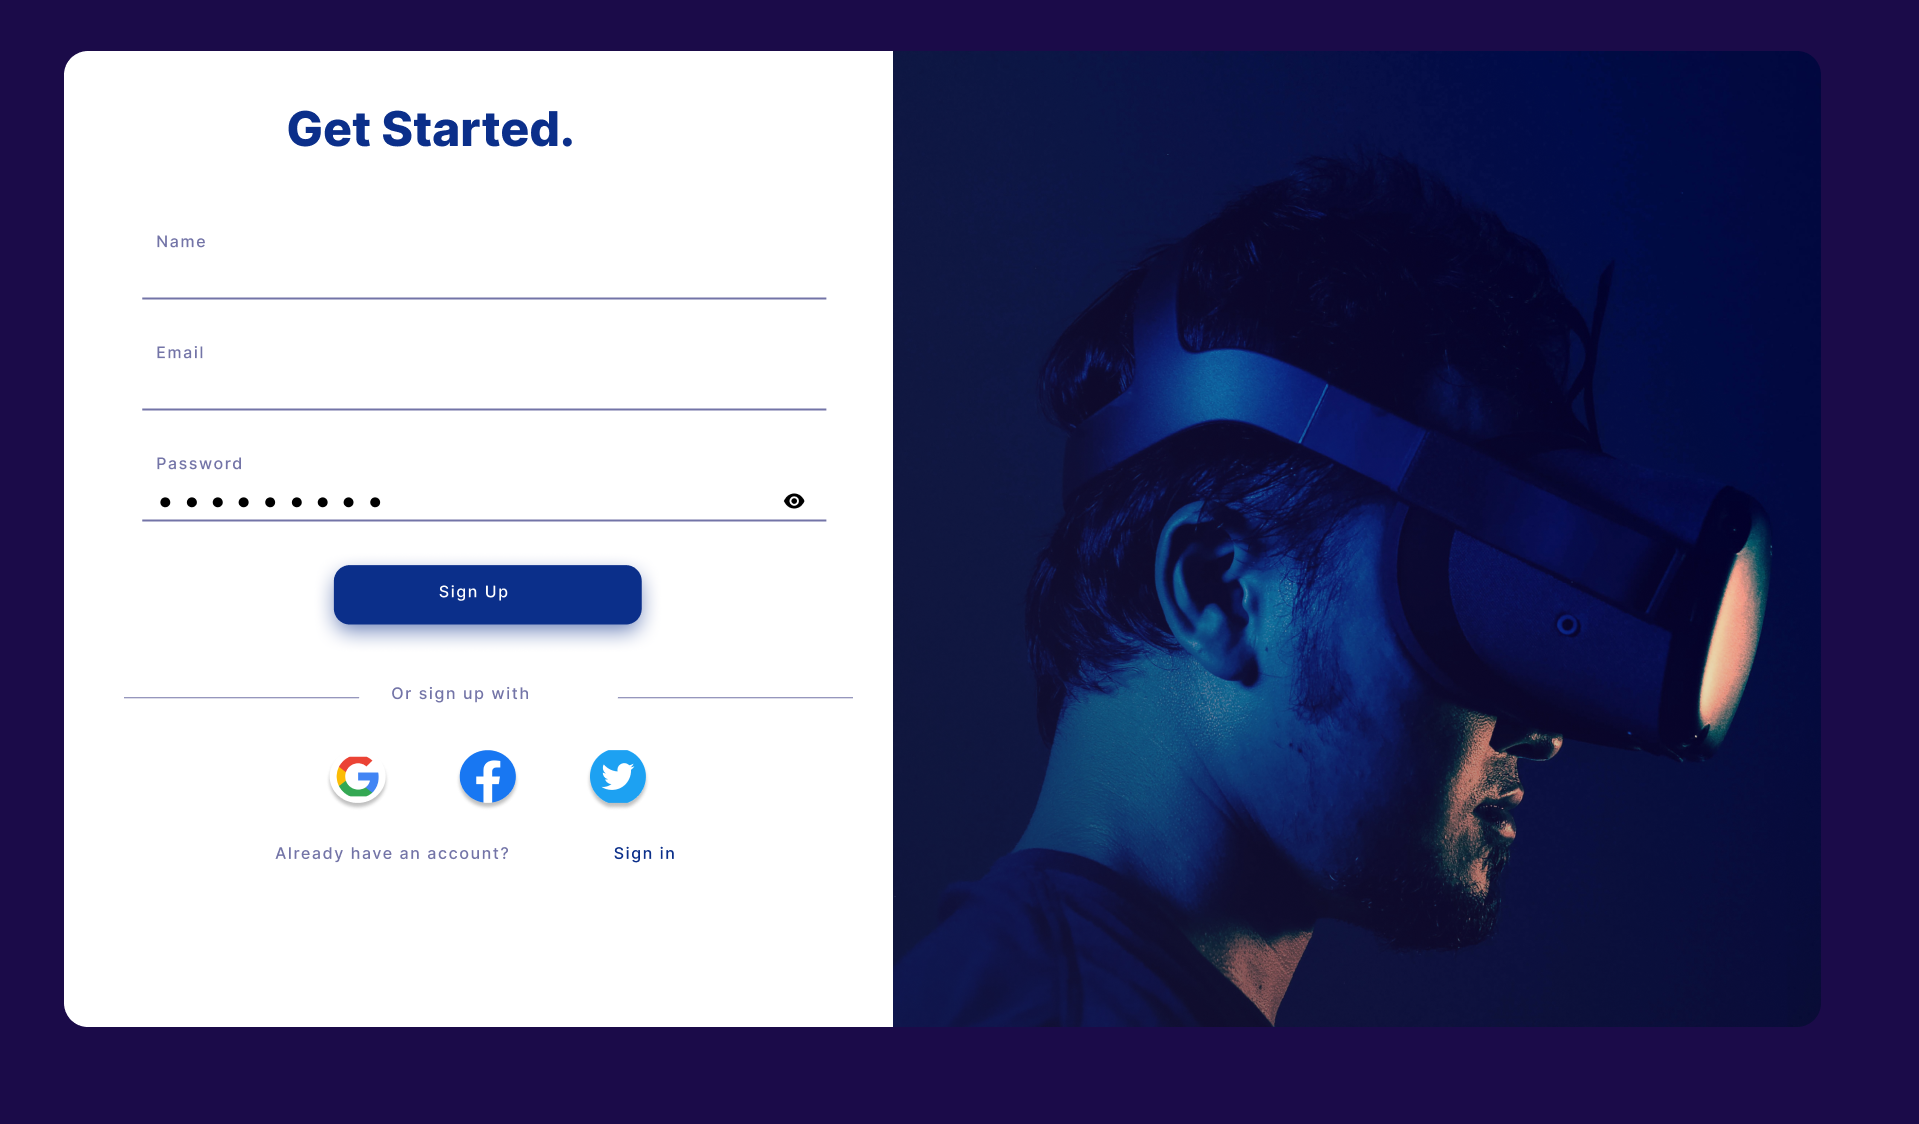 Get Started.
Name
Email
Password
Sign Up
Or sign up with
Already have an account? Sign in